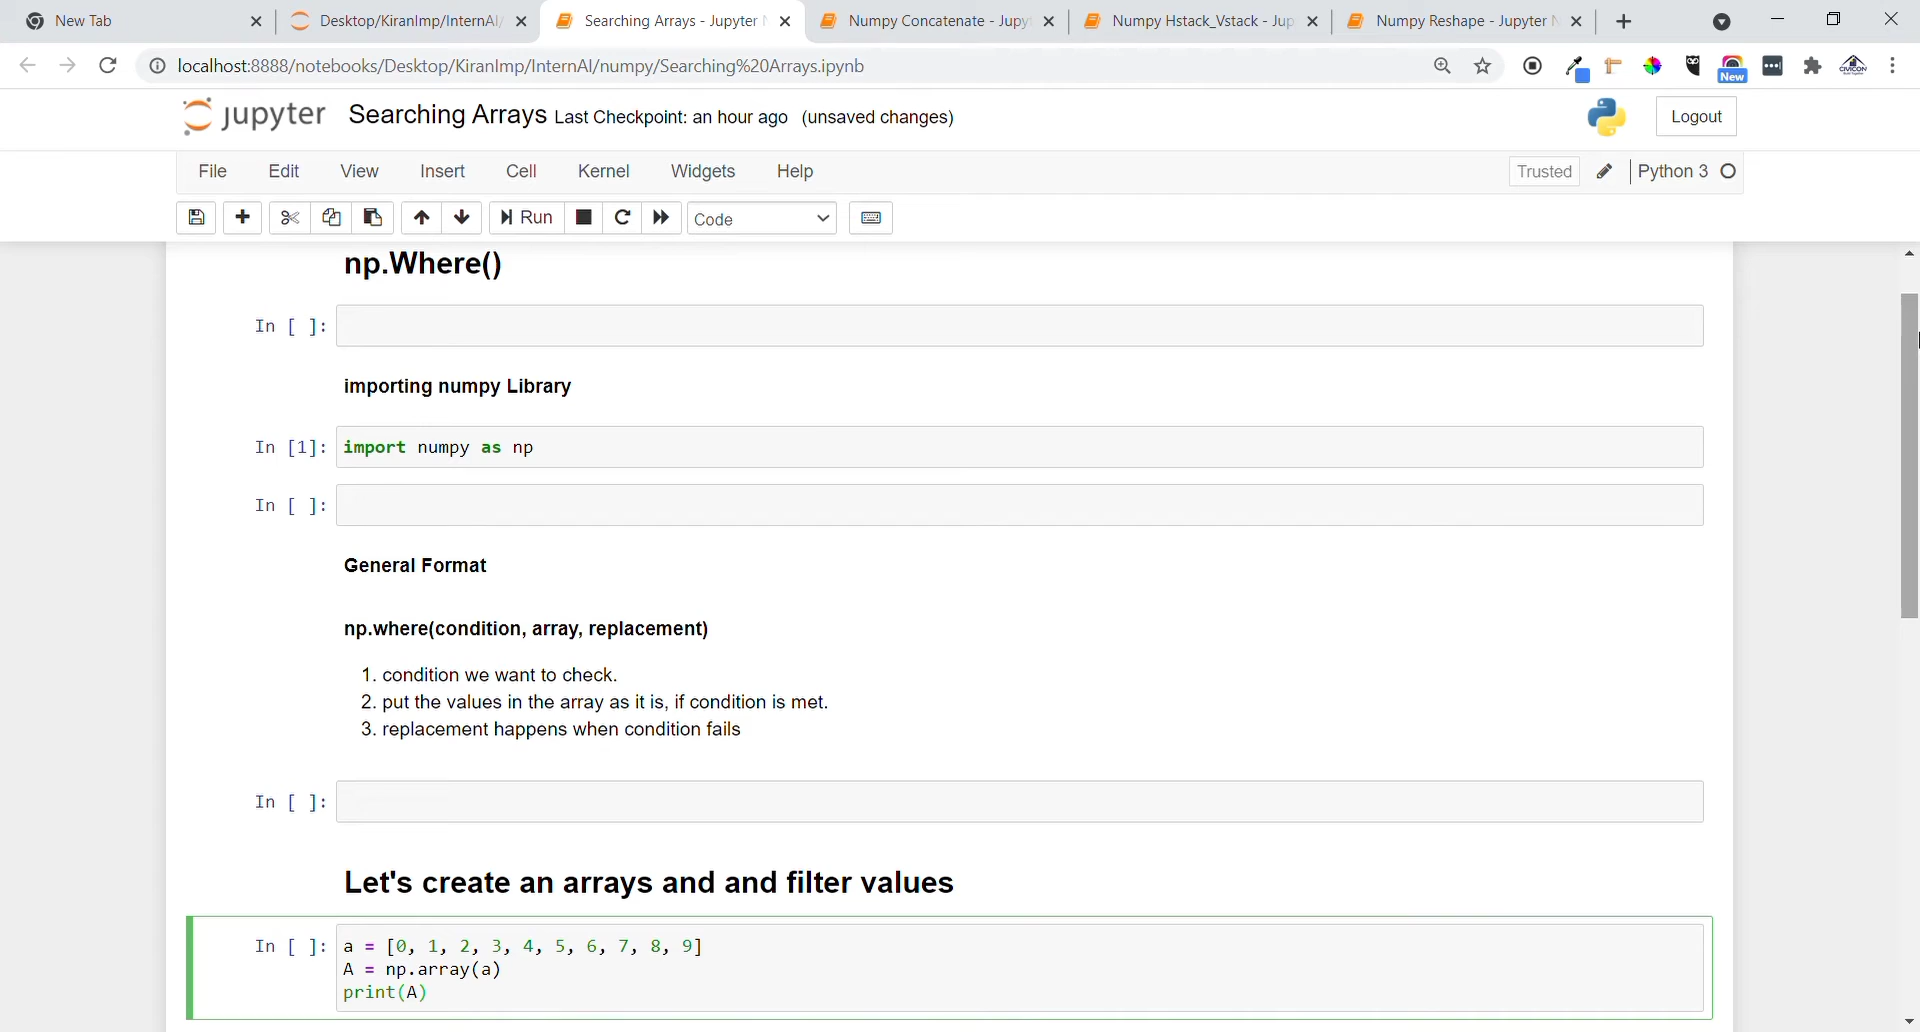 New Tab
Desktop/KiranImp/InternAI/
Searching Arrays - Jupyter N
Numpy Concatenate - Jupyt
Numpy Hstack_Vstack - Jup
Numpy Reshape - Jupyter N
localhost:8888/notebooks/Desktop/KiranImp/InternAI/numpy/Searching%20Arrays.ipynb
New
CIVICON
jupyter
Searching Arrays Last Checkpoint: an hour ago (unsaved changes)
Logout
File Edit View Insert Cell Kernel Widgets Help
Trusted
Python 3
Run
Code
np.Where()
In [ ]:
importing numpy Library
In [1]: import numpy as np
In [ ]:
General Format
np.where(condition, array, replacement)
1. condition we want to check.
2. put the values in the array as it is, if condition is met.
3. replacement happens when condition fails
In [ ]:
Let's create an arrays and and filter values
In [ ]: a = [0, 1, 2, 3, 4, 5, 6, 7, 8, 9]
A = np.array(a)
print(A)